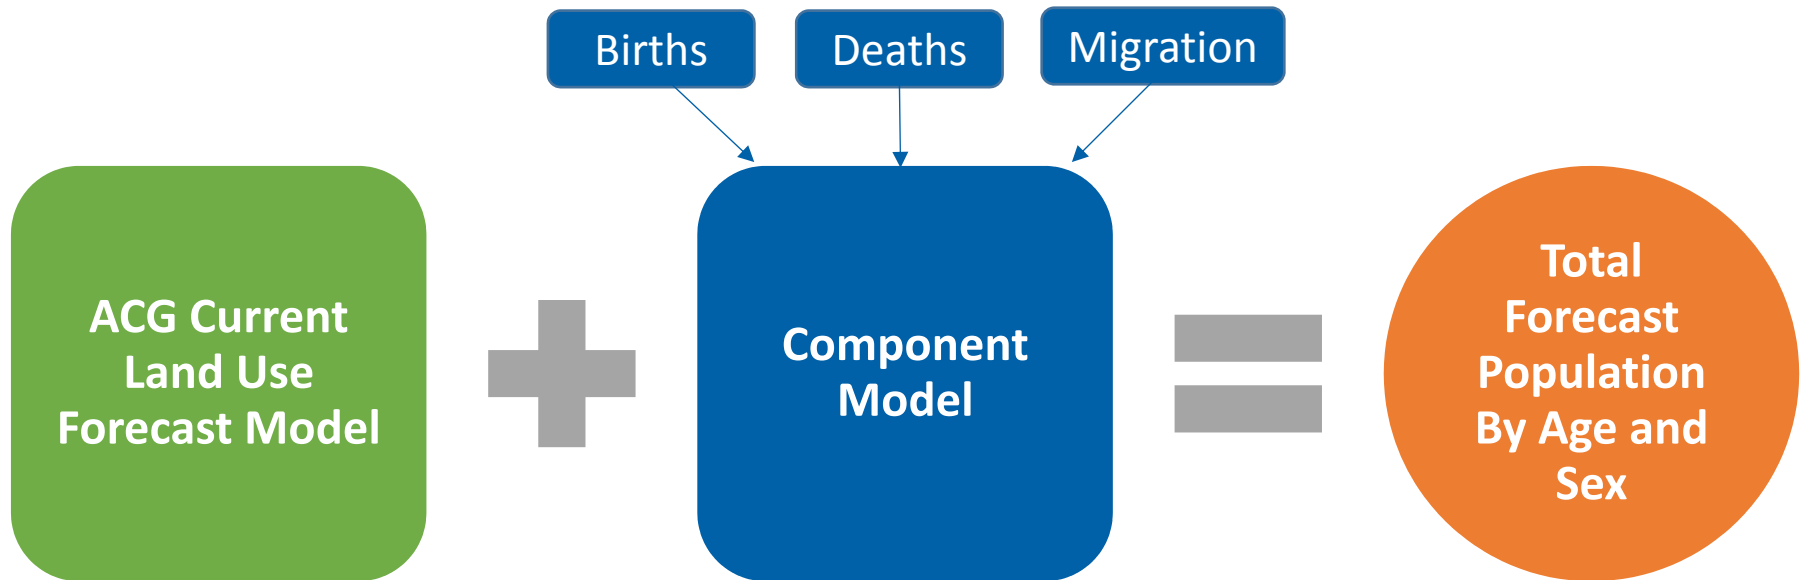 Births
Deaths
Migration
ACG Current
Land Use
Forecast Model
Component
Model
Total
Forecast
Population
By Age and
Sex